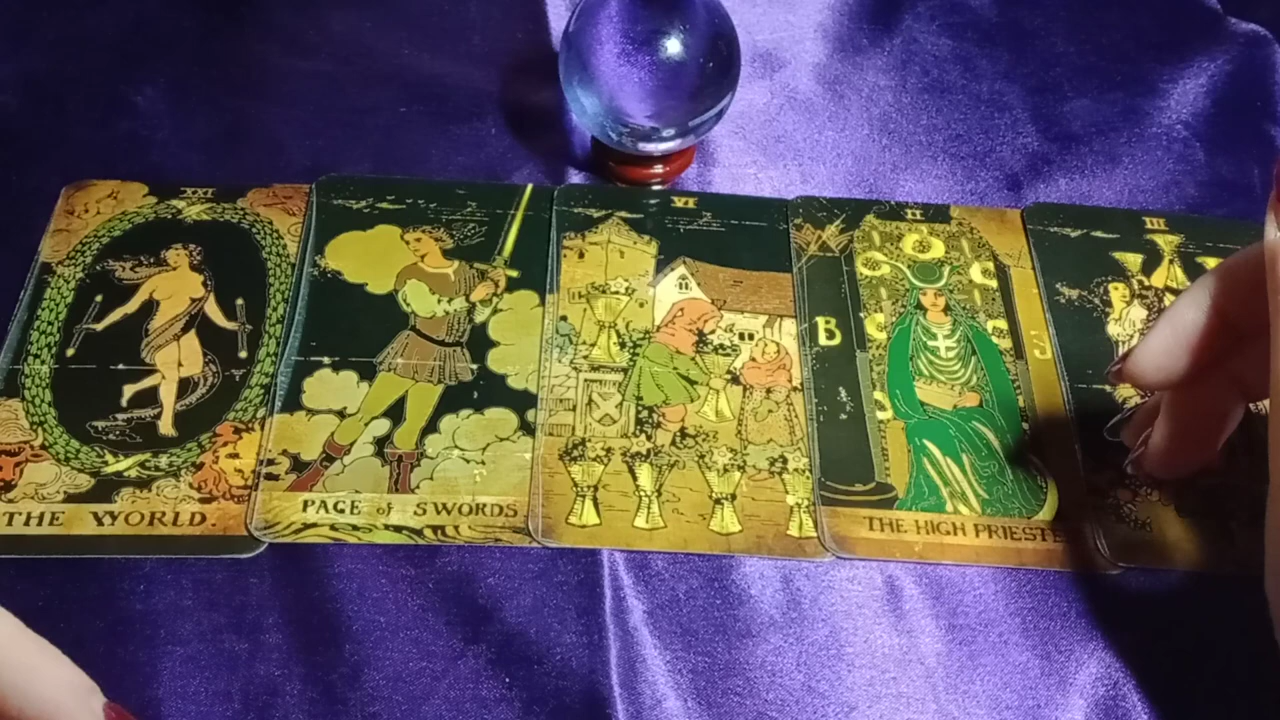 XXI
THE WORLD.
PAGE of SWORDS
VI
II
B
J
THE HIGH PRIESTE
III